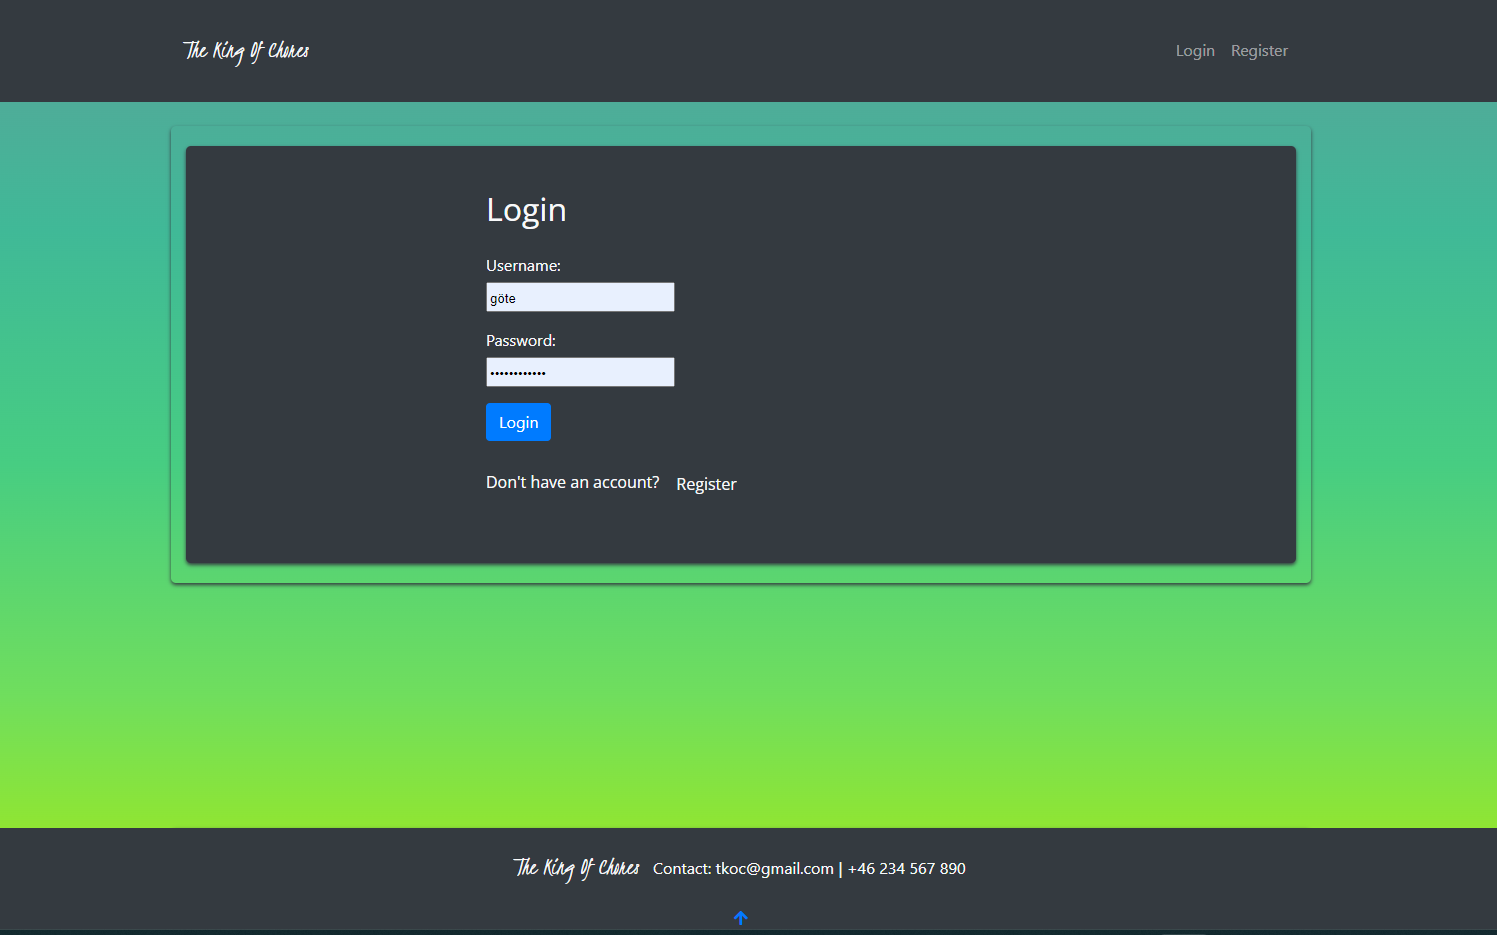 The King Of Chores
Login Register
Login
Username:
göte
Password:
••••••••••••
Login
Don't have an account? Register
The King Of Chores Contact: tkoc@gmail.com | +46 234 567 890